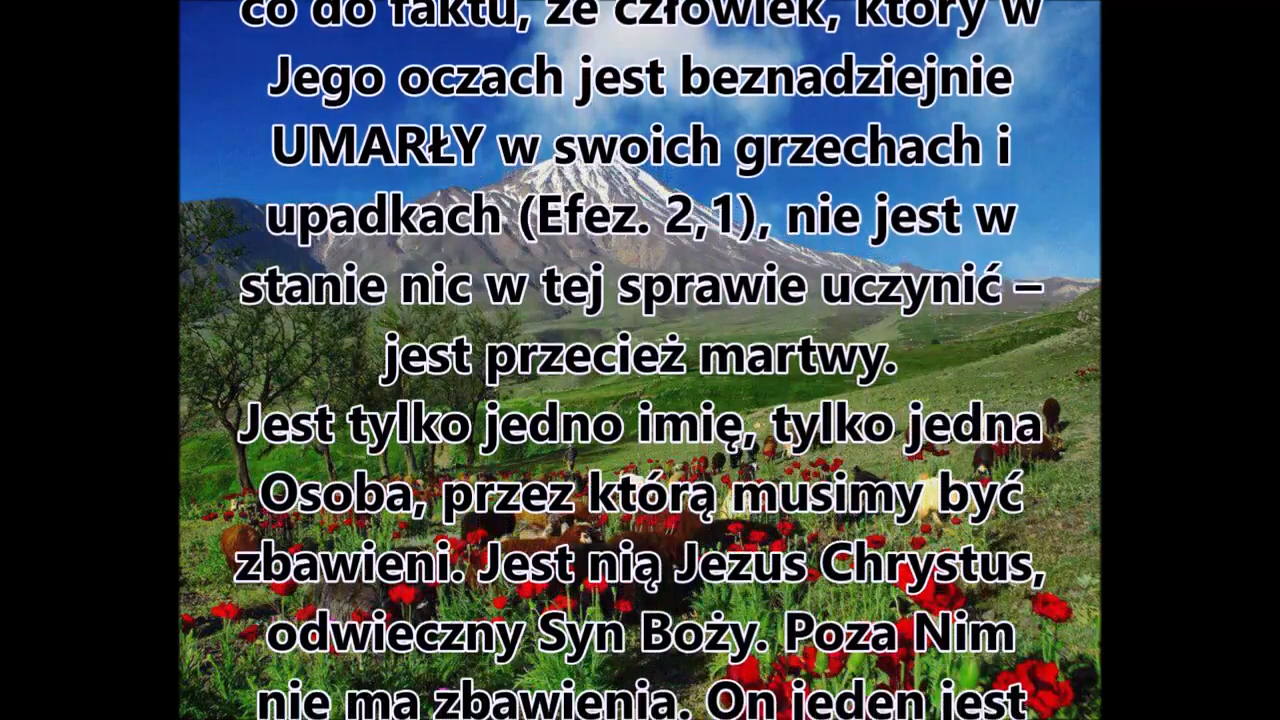 co do faktu, że człowiek, który w
Jego oczach jest beznadziejnie
UMARŁY w swoich grzechach i
upadkach (Efez. 2,1), nie jest w
stanie nic w tej sprawie uczynić –
jest przecież martwy.
Jest tylko jedno imię, tylko jedna
Osoba, przez którą musimy być
zbawieni. Jest nią Jezus Chrystus,
odwieczny Syn Boży. Poza Nim
nie ma zbawienia. On jeden jest